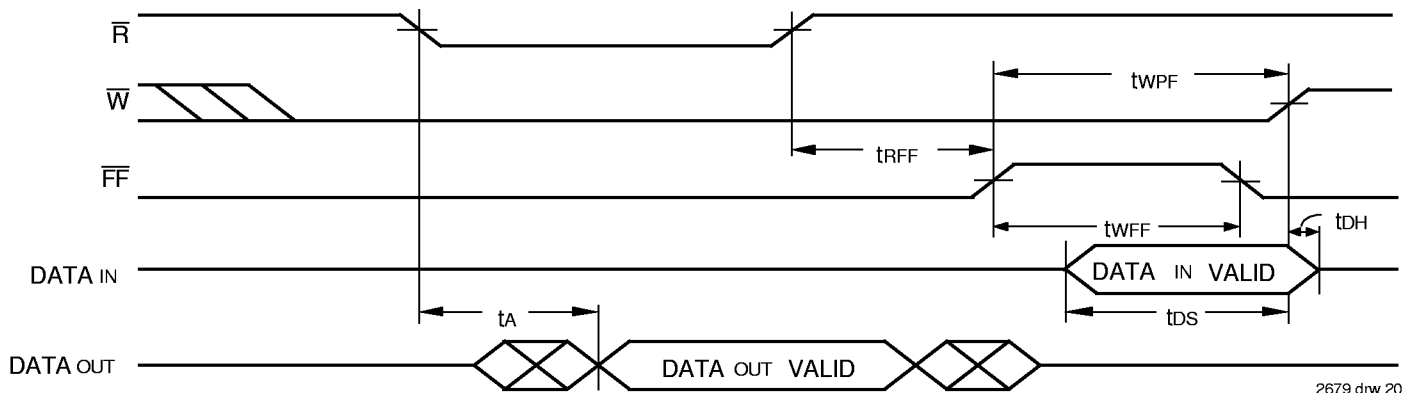 R̅
W̅
tWPF
tRFF
F̅F̅
tWFF
tDH
DATA IN
DATA IN VALID
tA
tDS
DATA OUT
DATA OUT VALID
2679 drw 20